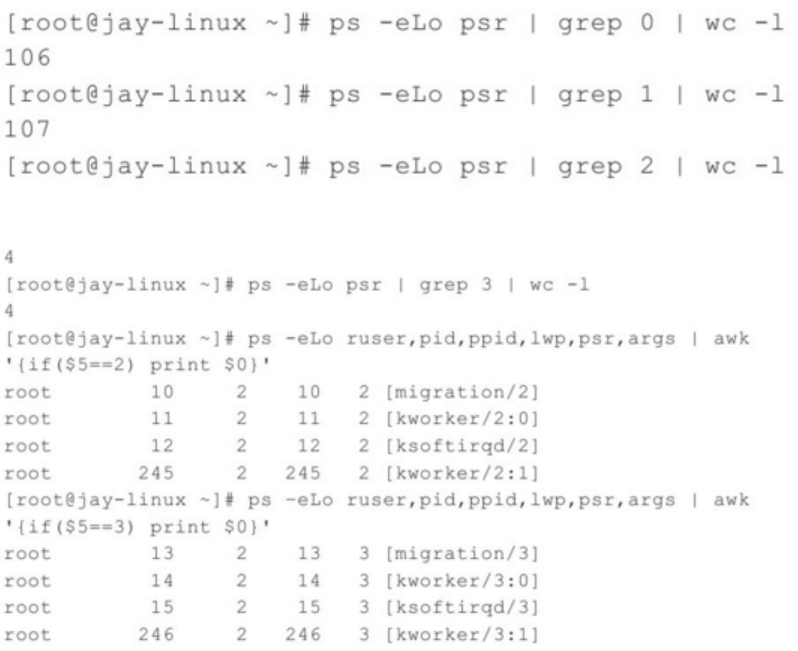 [root@jay-linux ~]# ps -eLo psr | grep 0 | wc -l
106
[root@jay-linux ~]# ps -eLo psr | grep 1 | wc -l
107
[root@jay-linux ~]# ps -eLo psr | grep 2 | wc -l
4
[root@jay-linux ~]# ps -eLo psr | grep 3 | wc -l
4
[root@jay-linux ~]# ps -eLo ruser,pid,ppid,lwp,psr,args | awk
'{if($5==2) print $0}'
root 10 2 10 2 [migration/2]
root 11 2 11 2 [kworker/2:0]
root 12 2 12 2 [ksoftirqd/2]
root 245 2 245 2 [kworker/2:1]
[root@jay-linux ~]# ps –eLo ruser,pid,ppid,lwp,psr,args | awk
'{if($5==3) print $0}'
root 13 2 13 3 [migration/3]
root 14 2 14 3 [kworker/3:0]
root 15 2 15 3 [ksoftirqd/3]
root 246 2 246 3 [kworker/3:1]